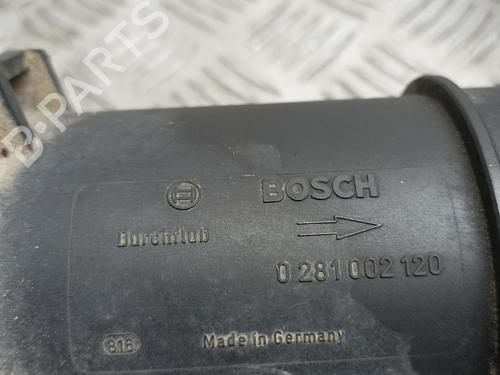 BOSCH
Durchfluß
0 281 002 120
816
Made in Germany
B-PARTS